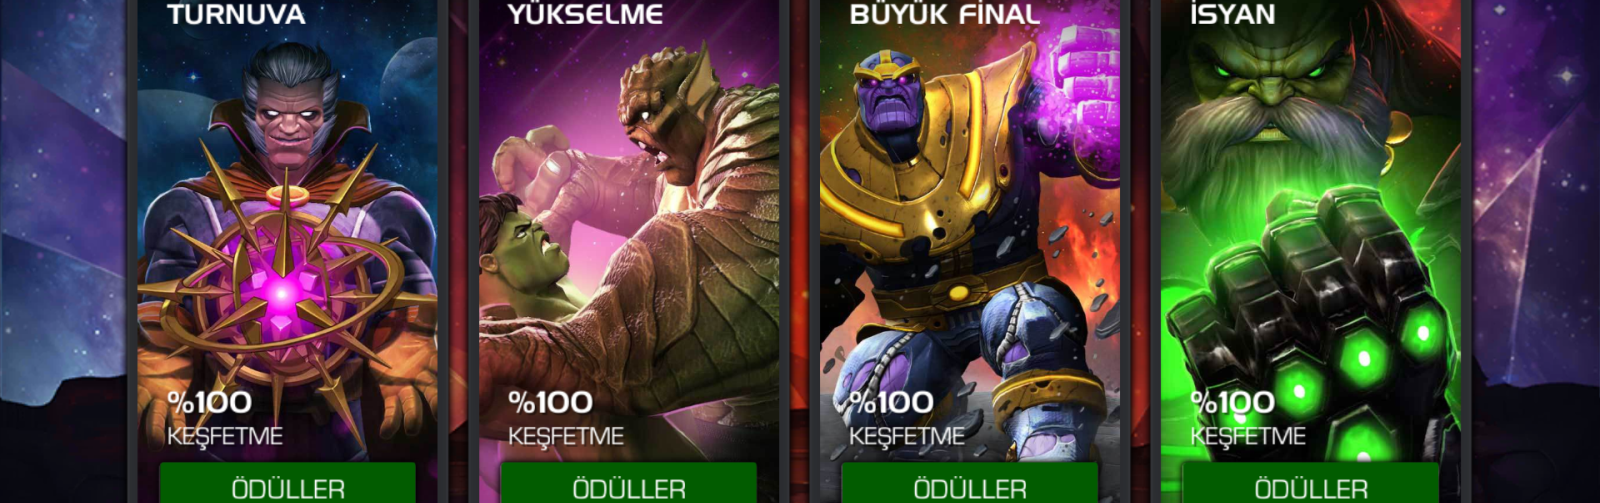 TURNUVA
%100
KEŞFETME
ÖDÜLLER
YÜKSELME
%100
KEŞFETME
ÖDÜLLER
BÜYÜK FİNAL
%100
KEŞFETME
ÖDÜLLER
İSYAN
%100
KEŞFETME
ÖDÜLLER